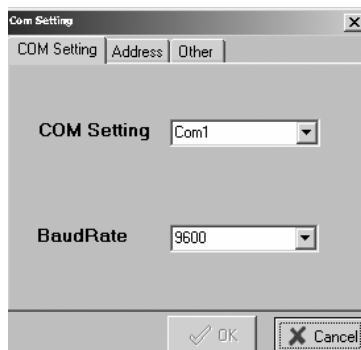 Com Setting
COM Setting Address Other
COM Setting Com1
BaudRate 9600
OK Cancel